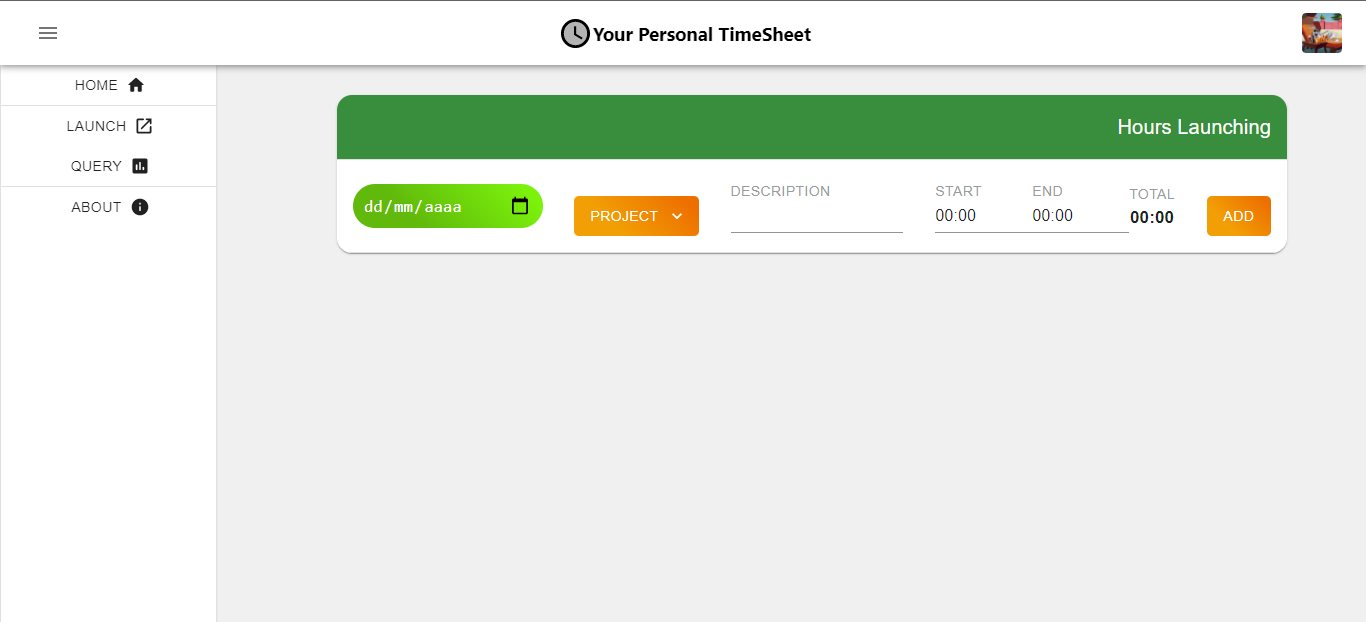 Your Personal TimeSheet
HOME
LAUNCH
QUERY
ABOUT
Hours Launching
dd/mm/aaaa
PROJECT
DESCRIPTION
START
00:00
END
00:00
TOTAL
00:00
ADD